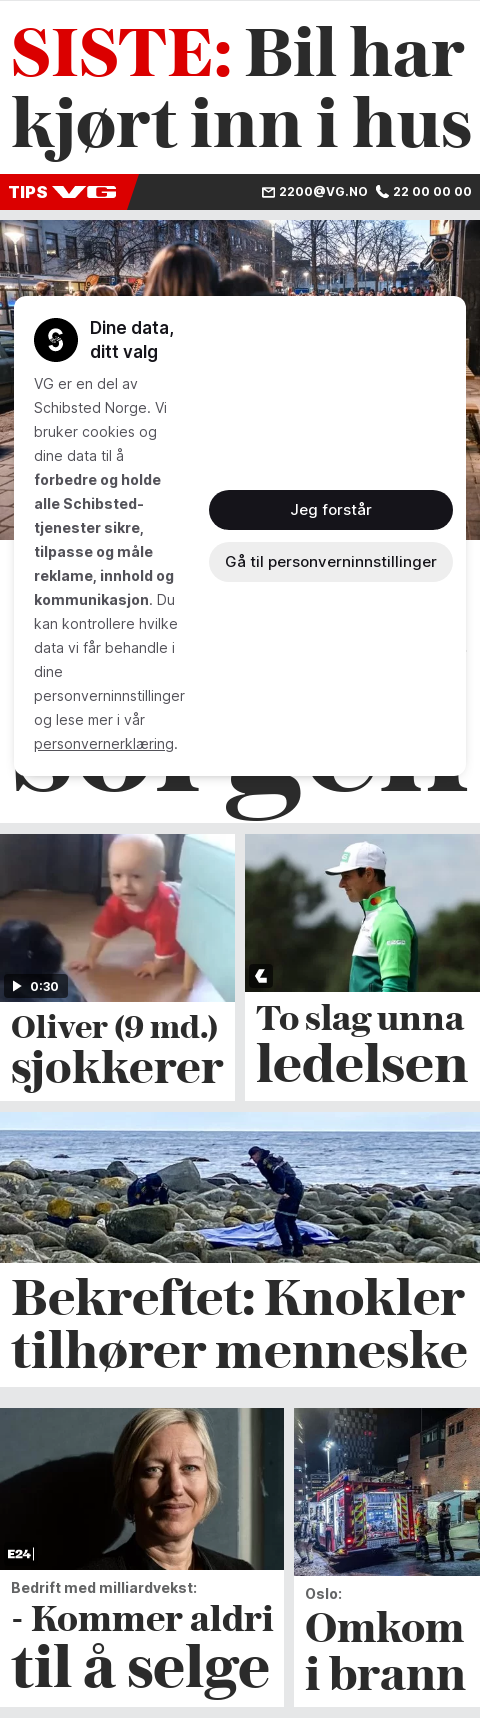 SISTE: Bil har
kjørt inn i hus
TIPS VG
2200@VG.NO 22 00 00 00
Dine data,
ditt valg
VG er en del av
Schibsted Norge. Vi
bruker cookies og
dine data til å
forbedre og holde
alle Schibsted-
tjenester sikre,
tilpasse og måle
reklame, innhold og
kommunikasjon. Du
kan kontrollere hvilke
data vi får behandle i
dine
personverninnstillinger
og lese mer i vår
personvernerklæring.
Jeg forstår
Gå til personverninnstillinger
sorgen
0:30
Oliver (9 md.)
sjokkerer
To slag unna
ledelsen
Bekreftet: Knokler
tilhører menneske
E24
Bedrift med milliardvekst:
- Kommer aldri
til å selge
Oslo:
Omkom
i brann